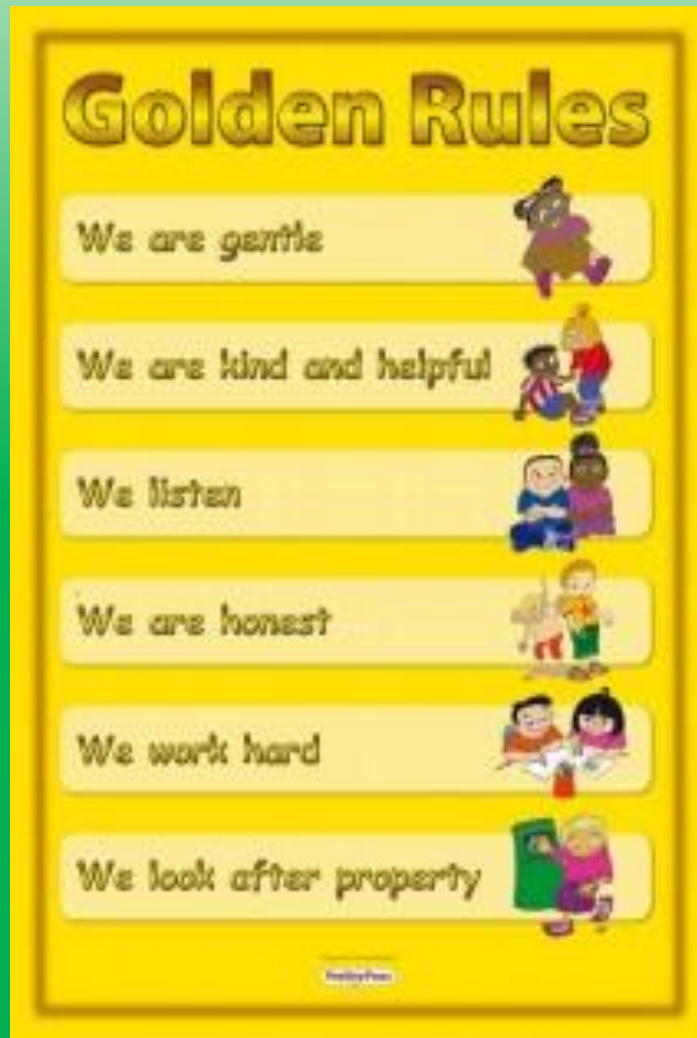 Golden Rules
We are gentle
We are kind and helpful
We listen
We are honest
We work hard
We look after property